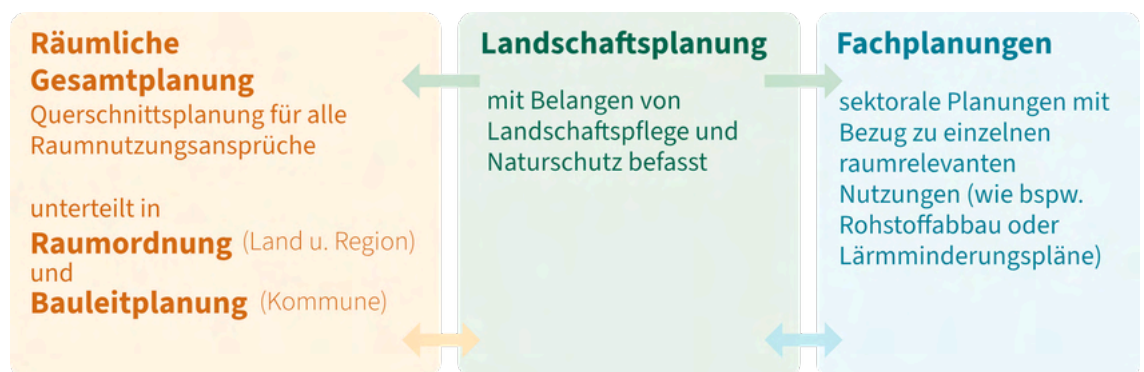 Räumliche
Gesamtplanung
Querschnittsplanung für alle
Raumnutzungsansprüche
unterteilt in
Raumordnung (Land u. Region)
und
Bauleitplanung (Kommune)
Landschaftsplanung
mit Belangen von
Landschaftspflege und
Naturschutz befasst
Fachplanungen
sektorale Planungen mit
Bezug zu einzelnen
raumrelevanten
Nutzungen (wie bspw.
Rohstoffabbau oder
Lärmminderungspläne)